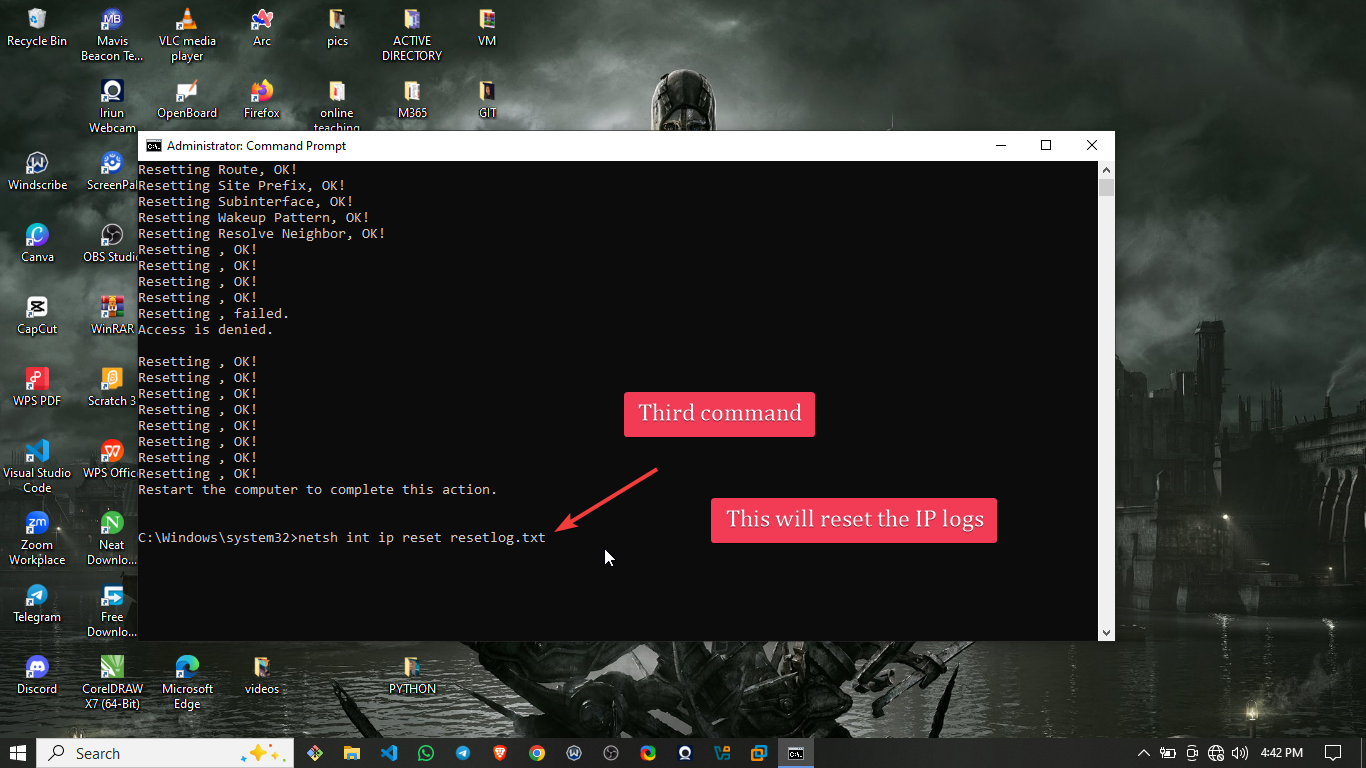 Recycle Bin
Mavis
Beacon Te...
VLC media
player
Arc
pics
ACTIVE
DIRECTORY
VM
Iriun
Webcam
OpenBoard
Firefox
online
teaching
M365
GIT
Administrator: Command Prompt
Resetting Route, OK!
Resetting Site Prefix, OK!
Resetting Subinterface, OK!
Resetting Wakeup Pattern, OK!
Resetting Resolve Neighbor, OK!
Resetting , OK!
Resetting , OK!
Resetting , OK!
Resetting , OK!
Resetting , failed.
Access is denied.
Resetting , OK!
Resetting , OK!
Resetting , OK!
Resetting , OK!
Resetting , OK!
Resetting , OK!
Resetting , OK!
Resetting , OK!
Restart the computer to complete this action.
C:\Windows\system32>netsh int ip reset resetlog.txt
Third command
This will reset the IP logs
Windscribe
ScreenPal
Canva
OBS Studi
CapCut
WinRAR
WPS PDF
Scratch 3
Visual Studio
Code
WPS Offic
Zoom
Workplace
Neat
Downlo...
Telegram
Free
Downlo...
Discord
CorelDRAW
X7 (64-Bit)
Microsoft
Edge
videos
PYTHON
Search
4:42 PM